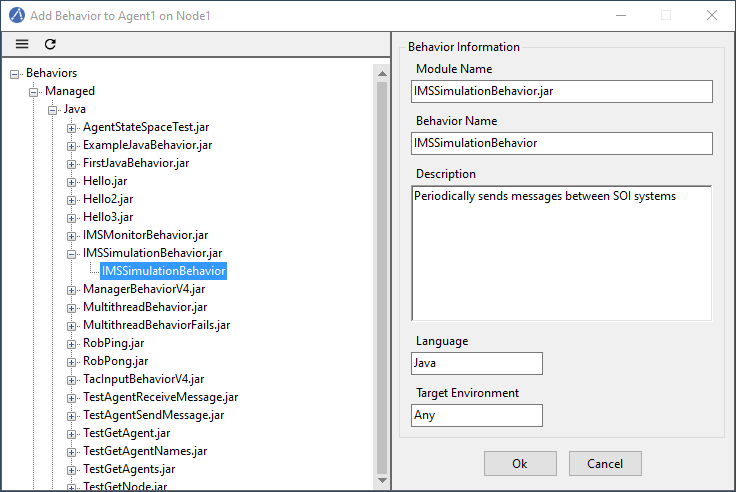 Add Behavior to Agent1 on Node1
Behaviors
Managed
Java
AgentStateSpaceTest.jar
ExampleJavaBehavior.jar
FirstJavaBehavior.jar
Hello.jar
Hello2.jar
Hello3.jar
IMSMonitorBehavior.jar
IMSSimulationBehavior.jar
IMSSimulationBehavior
ManagerBehaviorV4.jar
MultithreadBehavior.jar
MultithreadBehaviorFails.jar
RobPing.jar
RobPong.jar
TacInputBehaviorV4.jar
TestAgentReceiveMessage.jar
TestAgentSendMessage.jar
TestGetAgent.jar
TestGetAgentNames.jar
TestGetAgents.jar
TestGetNode.jar
Behavior Information
Module Name
IMSSimulationBehavior.jar
Behavior Name
IMSSimulationBehavior
Description
Periodically sends messages between SOI systems
Language
Java
Target Environment
Any
Ok
Cancel